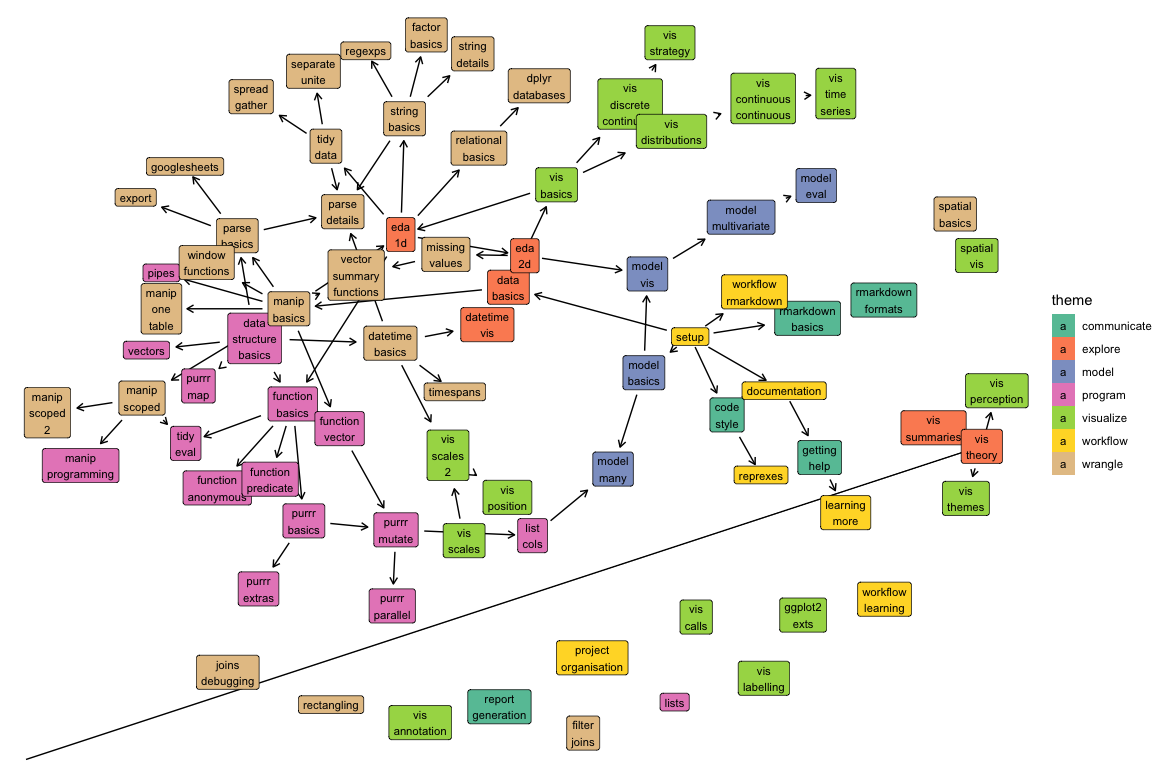 factor
basics
vis
strategy
regexps
string
details
separate
unite
spread
gather
dplyr
databases
vis
discrete
vis
continuous
continuous
vis
time
series
string
basics
vis
distributions
tidy
data
relational
basics
googlesheets
export
vis
basics
model
eval
parse
details
model
multivariate
spatial
basics
parse
basics
eda
1d
missing
values
eda
2d
spatial
vis
window
functions
pipes
vector
summary
functions
model
vis
data
basics
workflow
rmarkdown
rmarkdown
formats
manip
one
table
manip
basics
rmarkdown
basics
data
structure
basics
datetime
vis
datetime
basics
setup
vectors
purrr
map
model
basics
timespans
documentation
vis
perception
manip
scoped
2
manip
scoped
function
basics
code
style
function
vector
vis
summaries
vis
theory
tidy
eval
vis
scales
2
getting
help
manip
programming
function
anonymous
function
predicate
model
many
reprexes
vis
position
vis
themes
learning
more
purrr
basics
purrr
mutate
vis
scales
list
cols
purrr
extras
purrr
parallel
vis
calls
ggplot2
exts
workflow
learning
joins
debugging
project
organisation
vis
labelling
rectangling
report
generation
lists
vis
annotation
filter
joins
theme
a communicate
a explore
a model
a program
a visualize
a workflow
a wrangle